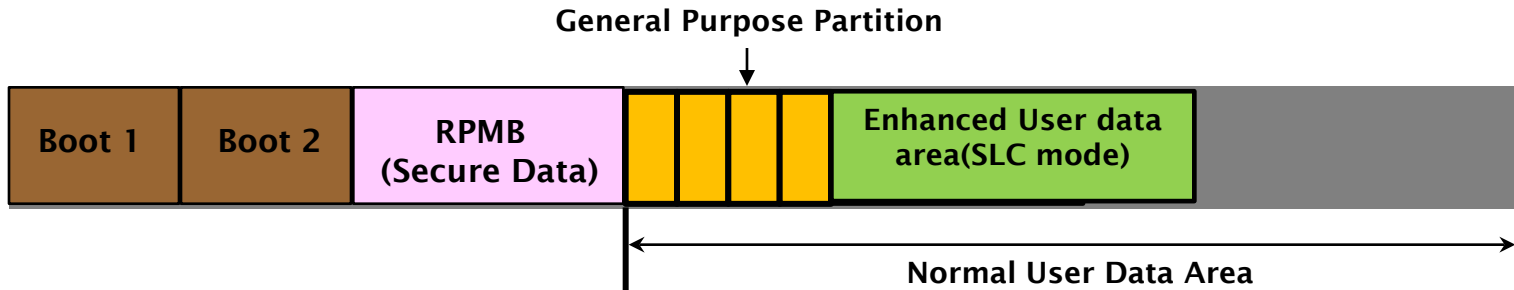 General Purpose Partition
Boot 1
Boot 2
RPMB
(Secure Data)
Enhanced User data
area(SLC mode)
Normal User Data Area